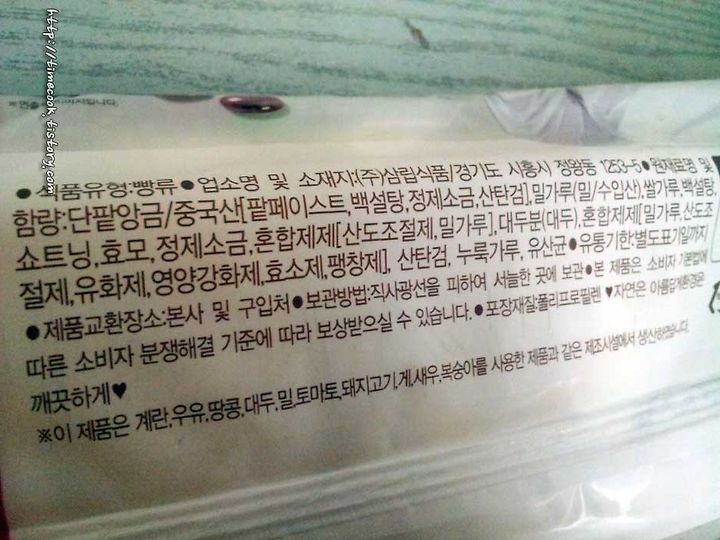 http://timecook.tistory.com
●식품유형:빵류●업소명 및 소재지:(주)삼립식품/경기도 시흥시 정왕동 1253-5●원재료명 및
함량:단팥앙금/중국산[팥페이스트,백설탕,정제소금,산탄검],밀가루(밀/수입산),쌀가루,백설탕
쇼트닝,효모,정제소금,혼합제제[산도조절제,밀가루],대두분(대두),혼합제제[밀가루,산도조
절제,유화제,영양강화제,효소제,팽창제], 산탄검,누룩가루, 유산균●유통기한:별도표기일까지
●제품교환장소:본사 및 구입처●보관방법:직사광선을 피하여 서늘한 곳에 보관●본 제품은 소비자 기본법에
따른 소비자 분쟁해결 기준에 따라 보상받으실 수 있습니다.●포장재질:폴리프로필렌 ♥자연은 아름답게환경은
깨끗하게♥
※이 제품은 계란,우유,땅콩,대두,밀,토마토,돼지고기,게,새우,복숭아를 사용한 제품과 같은 제조시설에서 생산하였습니다.